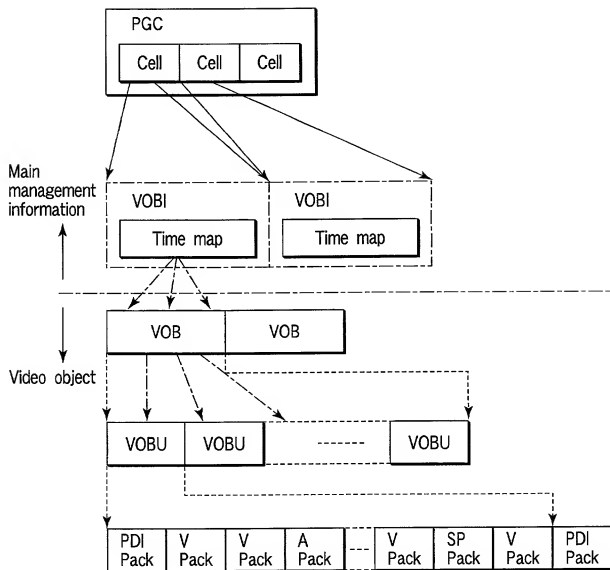 PGC
Cell Cell Cell
Main
management
information
VOBI VOBI
Time map Time map
VOB VOB
Video object
VOBU VOBU VOBU
PDI Pack V Pack V Pack A Pack V Pack SP Pack V Pack PDI Pack